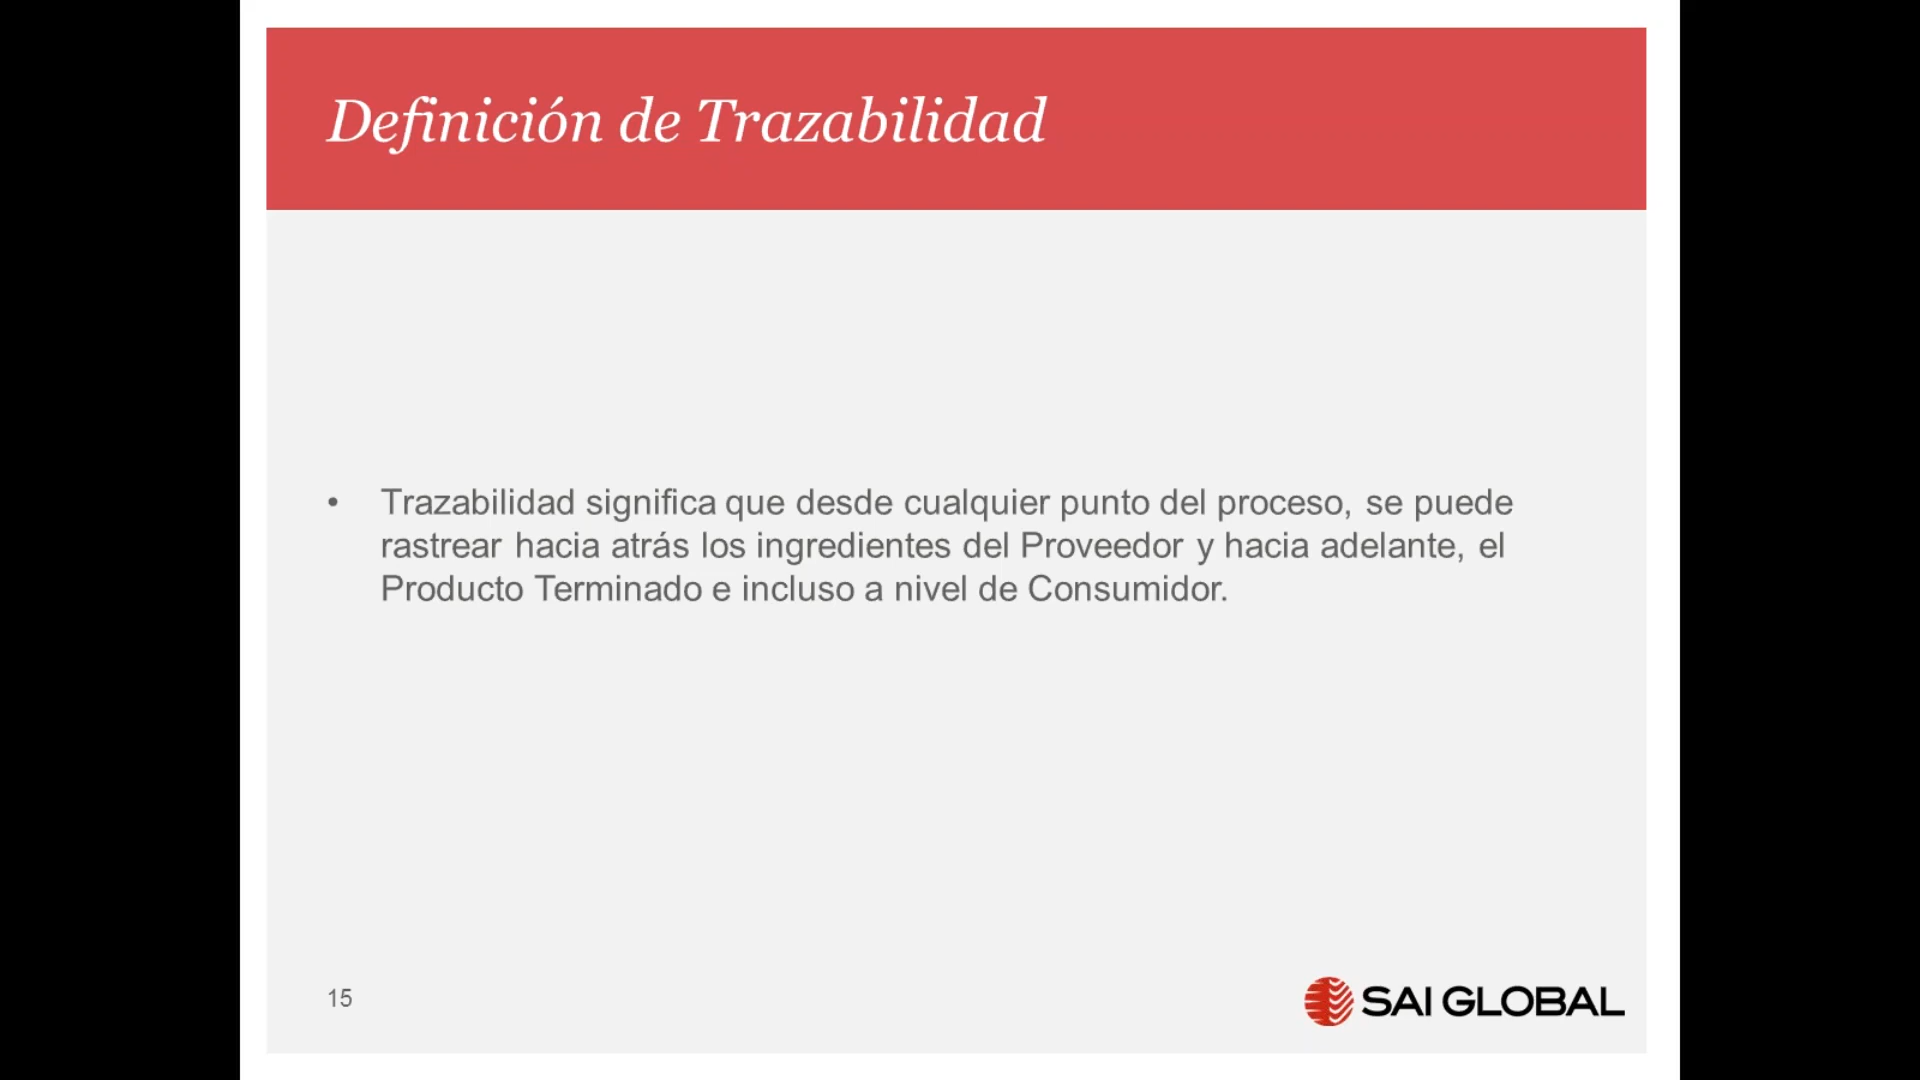 Definición de Trazabilidad
• Trazabilidad significa que desde cualquier punto del proceso, se puede
rastrear hacia atrás los ingredientes del Proveedor y hacia adelante, el
Producto Terminado e incluso a nivel de Consumidor.
15
SAI GLOBAL